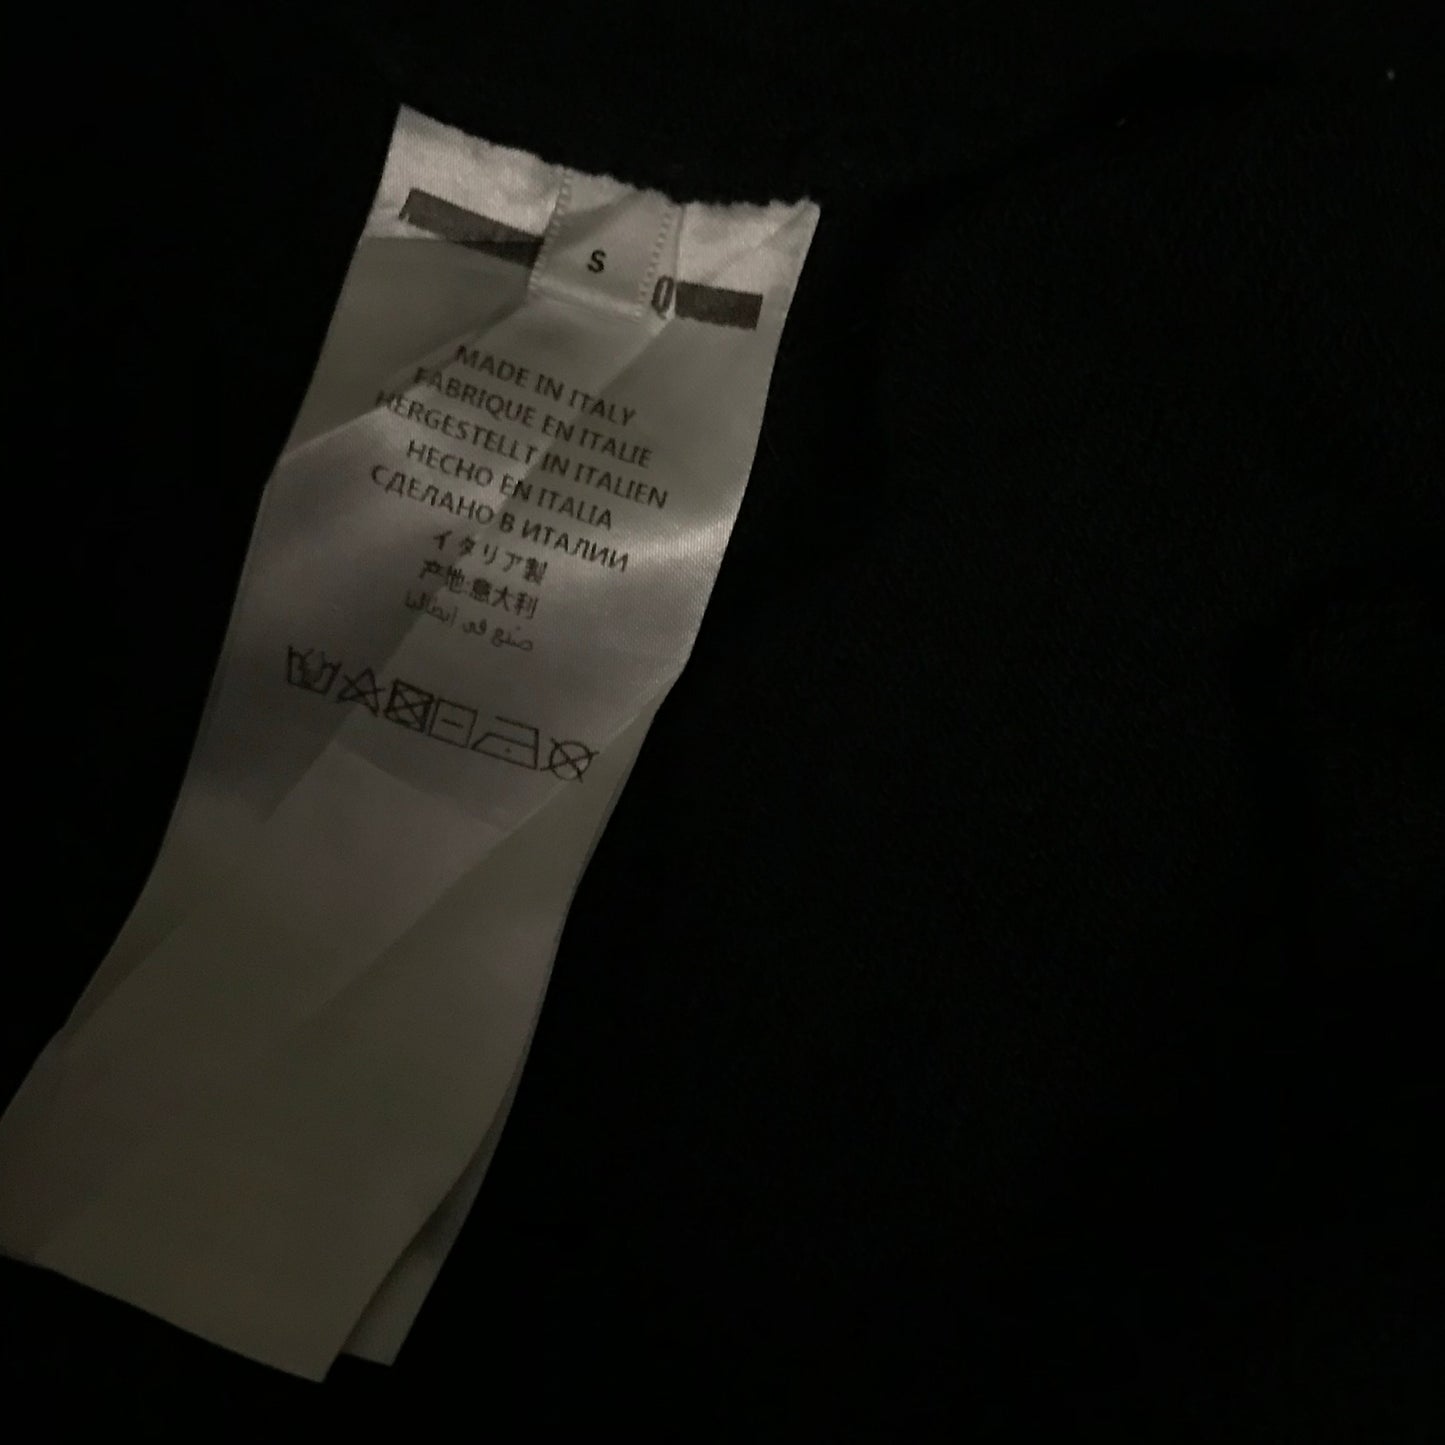 S
MADE IN ITALY
FABRIQUE EN ITALIE
HERGESTELLT IN ITALIEN
HECHO EN ITALIA
СДЕЛАНО В ИТАЛИИ
イタリア製
产地:意大利
صنع في إيطاليا